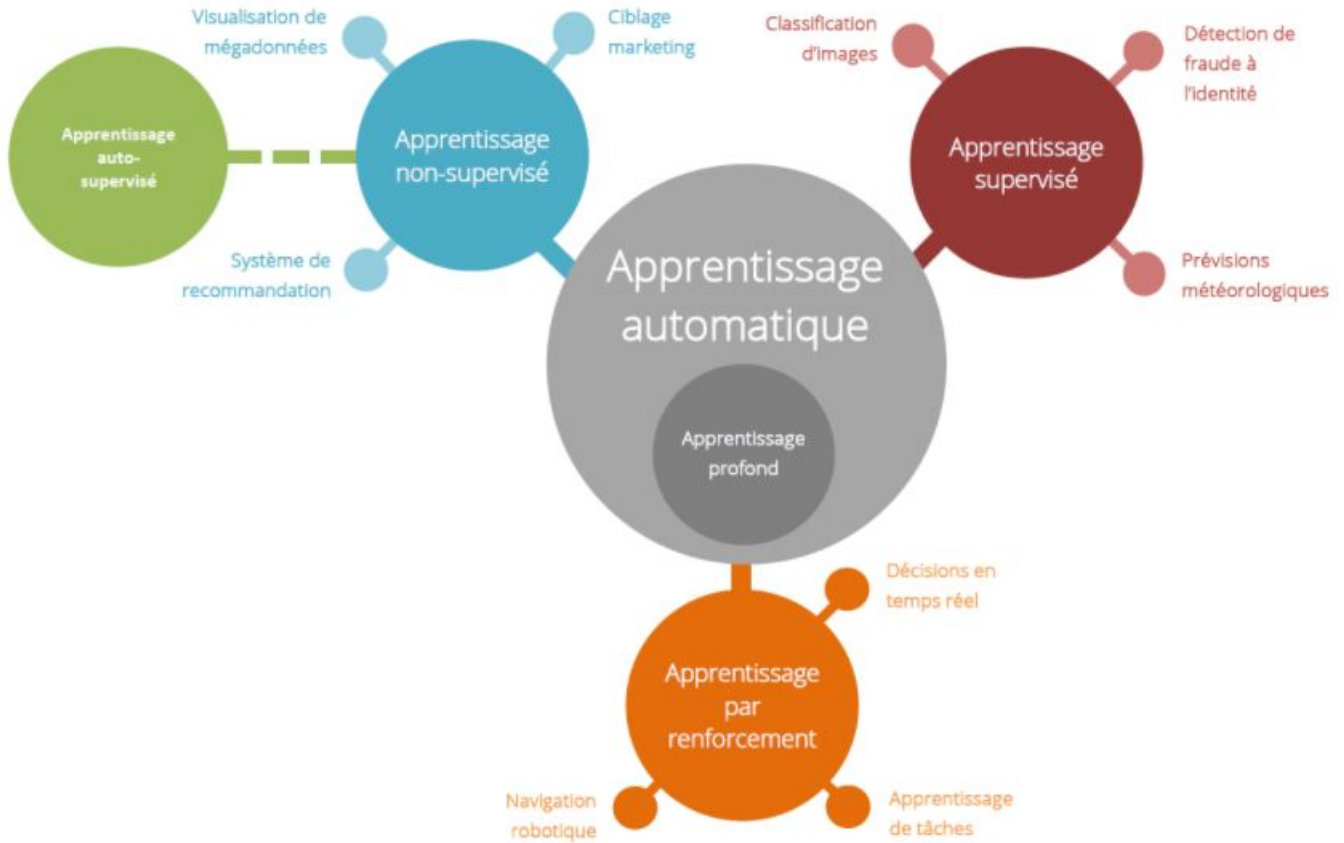 Visualisation de
mégadonnées
Ciblage
marketing
Classification
d'images
Détection de
fraude à
l'identité
Apprentissage
auto-
supervisé
Apprentissage
non-supervisé
Apprentissage
supervisé
Système de
recommandation
Prévisions
météorologiques
Apprentissage
automatique
Apprentissage
profond
Décisions en
temps réel
Apprentissage
par
renforcement
Navigation
robotique
Apprentissage
de tâches